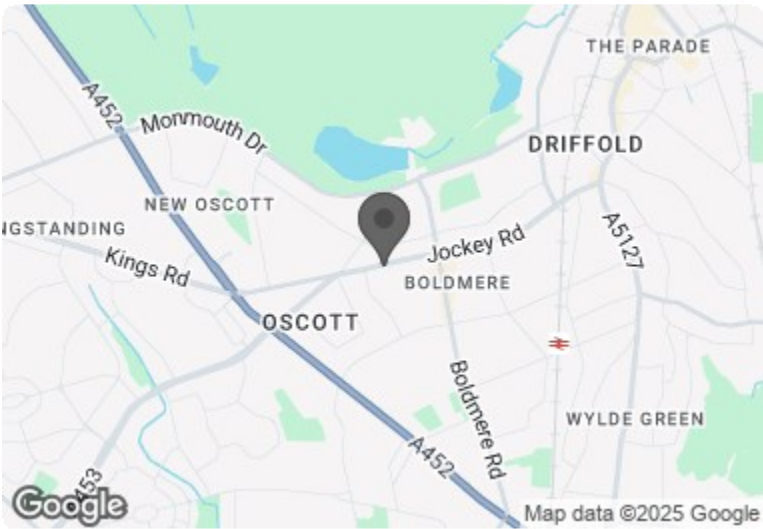 THE PARADE
A452
Monmouth Dr
DRIFFOLD
NEW OSCOTT
NGSTANDING
A5127
Jockey Rd
Kings Rd
BOLDMERE
OSCOTT
Boldmere Rd
WYLDE GREEN
A452
453
Google
Map data ©2025 Google